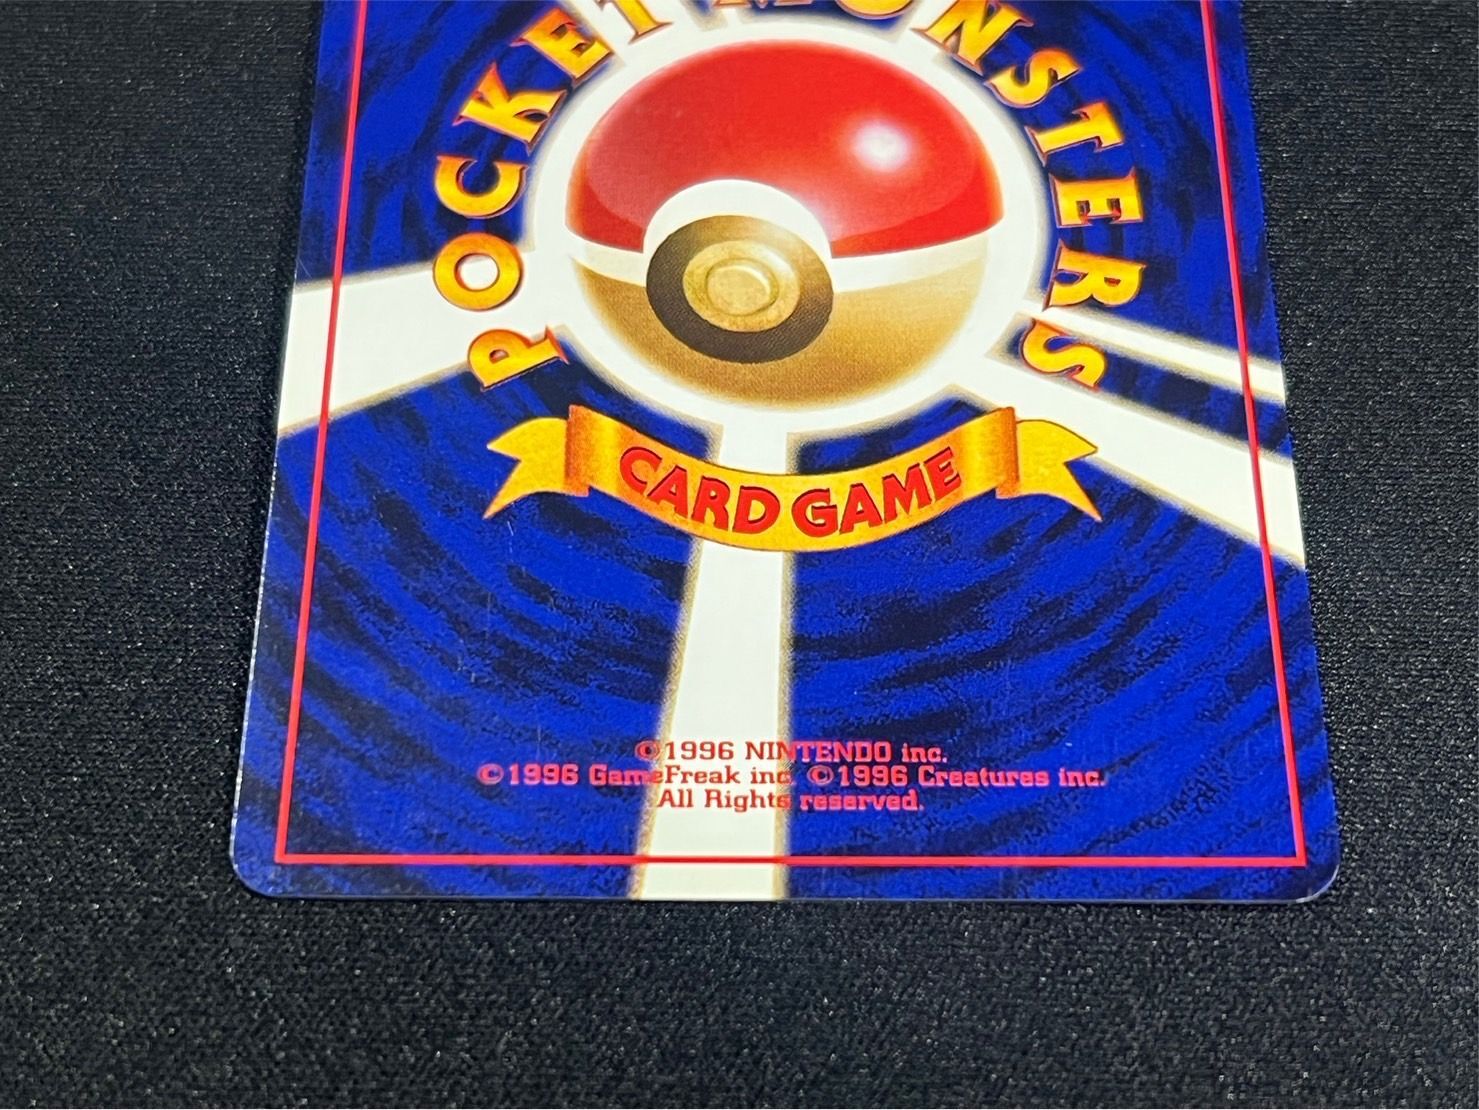 POCKET MONSTERS
CARD GAME
©1996 NINTENDO inc.
©1996 GameFreak inc. ©1996 Creatures inc.
All Rights reserved.